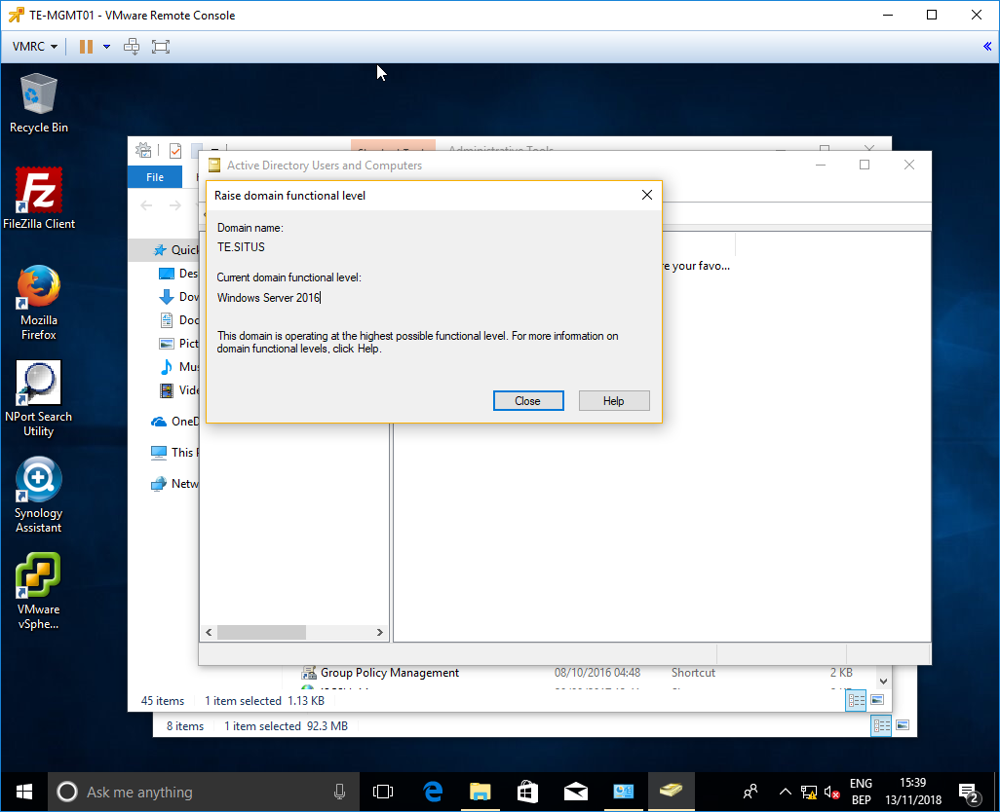 TE-MGMT01 - VMware Remote Console
VMRC
Recycle Bin
FileZilla Client
Mozilla
Firefox
NPort Search
Utility
Synology
Assistant
VMware
vSphe...
Administrative Tools
File
Active Directory Users and Computers
Raise domain functional level
Domain name:
TE.SITUS
Current domain functional level:
Windows Server 2016
This domain is operating at the highest possible functional level. For more information on
domain functional levels, click Help.
Close
Help
re your favo...
Quick
Des
Dow
Doc
Pict
Mus
Vide
OneD
This P
Netw
Group Policy Management 08/10/2016 04:48 Shortcut 2 KB
45 items 1 item selected 1.13 KB
8 items 1 item selected 92.3 MB
Ask me anything
ENG
BEP
15:39
13/11/2018
2